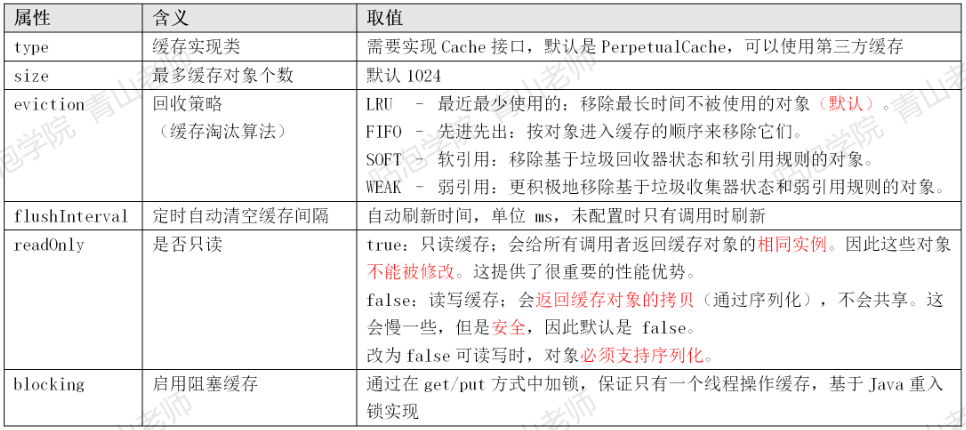 属性 含义 取值
type 缓存实现类 需要实现 Cache 接口，默认是 PerpetualCache，可以使用第三方缓存
size 最多缓存对象个数 默认 1024
eviction 回收策略 LRU - 最近最少使用的：移除最长时间不被使用的对象（默认）。
（缓存淘汰算法） FIFO - 先进先出：按对象进入缓存的顺序来移除它们。
SOFT - 软引用：移除基于垃圾回收器状态和软引用规则的对象。
WEAK - 弱引用：更积极地移除基于垃圾收集器状态和弱引用规则的对象。
flushInterval 定时自动清空缓存间隔 自动刷新时间，单位 ms，未配置时只有调用时刷新
readOnly 是否只读 true：只读缓存；会给所有调用者返回缓存对象的相同实例。因此这些对象
不能被修改。这提供了很重要的性能优势。
false：读写缓存；会返回缓存对象的拷贝（通过序列化），不会共享。这
会慢一些，但是安全，因此默认是 false。
改为 false 可读写时，对象必须支持序列化。
blocking 启用阻塞缓存 通过在 get/put 方式中加锁，保证只有一个线程操作缓存，基于 Java 重入
锁实现
咕泡学院 青山老师